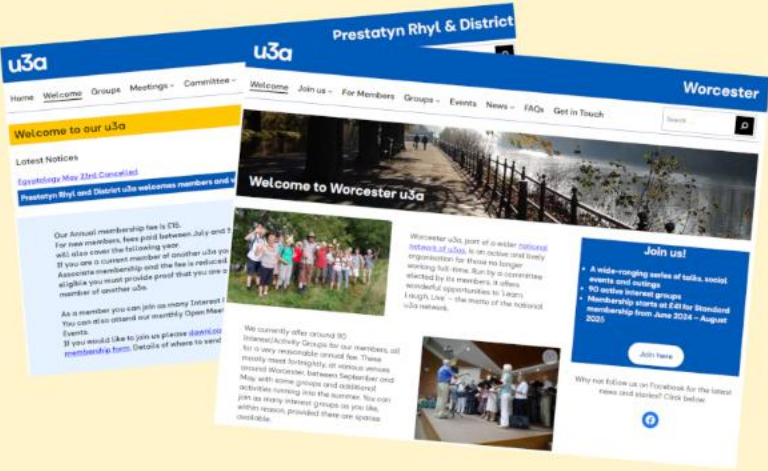 u3a
Prestatyn Rhyl & District
Home Welcome Groups Meetings Committee
Welcome to our u3a
Latest Notices
Egyptology May 23rd Cancelled
Prestatyn Rhyl and District u3a welcomes members and
Our Annual membership fee is £15.
For new members, fees paid between July and
will also cover the following year.
If you are a current member of another u3a you
Associate membership and the fee is reduced
eligible you must provide proof that you are a
member of another u3a.
As a member you can join as many Interest
You can also attend our monthly Open
Events.
If you would like to join us please
membership form. Details of where to send
u3a
Worcester
Welcome Join us For Members Groups Events News FAQs Get in Touch
Search
Welcome to Worcester u3a
Worcester u3a, part of a wider national
network of u3as, is an active and lively
organisation for those no longer
working full-time. Run by a committee
elected by its members, it offers
wonderful opportunities to 'Learn,
Laugh, Live' – the motto of the national
u3a network.
Join us!
A wide-ranging series of talks, social
events and outings
90 active interest groups
Membership starts at £41 for Standard
membership from June 2024 – August
2025
Join here
We currently offer around 90
Interest/Activity Groups for our members, all
for a very reasonable annual fee. These
mostly meet fortnightly, at various venues
around Worcester, between September and
May with some groups and additional
activities running into the summer. You can
join as many interest groups as you like,
within reason, provided there are spaces
available.
Why not follow us on Facebook for the latest
news and stories? Click below